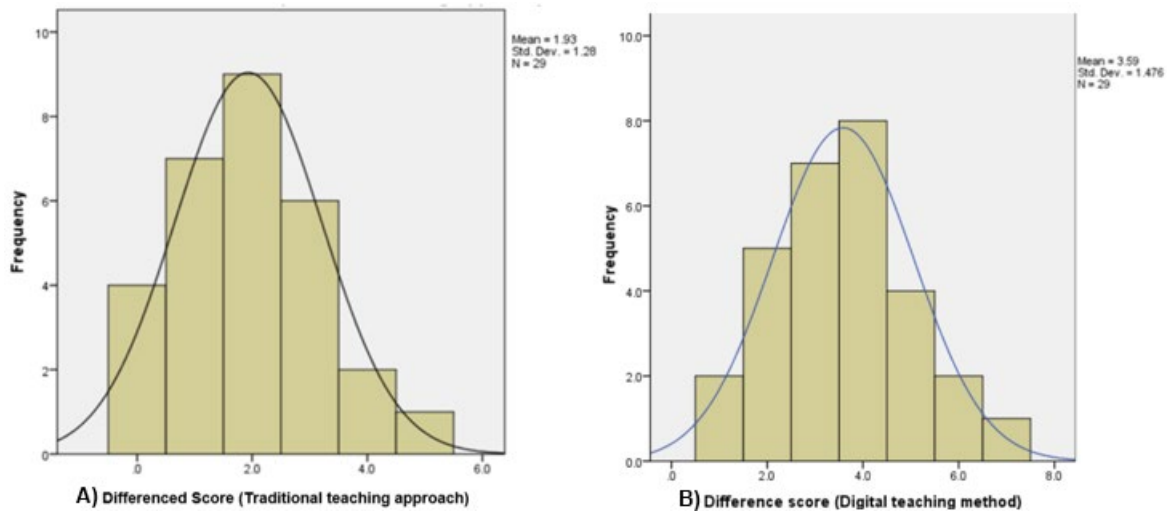 10
8
6
4
2
0
Frequency
.0
2.0
4.0
6.0
A) Differenced Score (Traditional teaching approach)
Mean = 1.93
Std. Dev. = 1.28
N = 29
10.0
8.0
6.0
4.0
2.0
0.0
Frequency
.0
2.0
4.0
6.0
8.0
B) Difference score (Digital teaching method)
Mean = 3.59
Std. Dev. = 1.476
N = 29